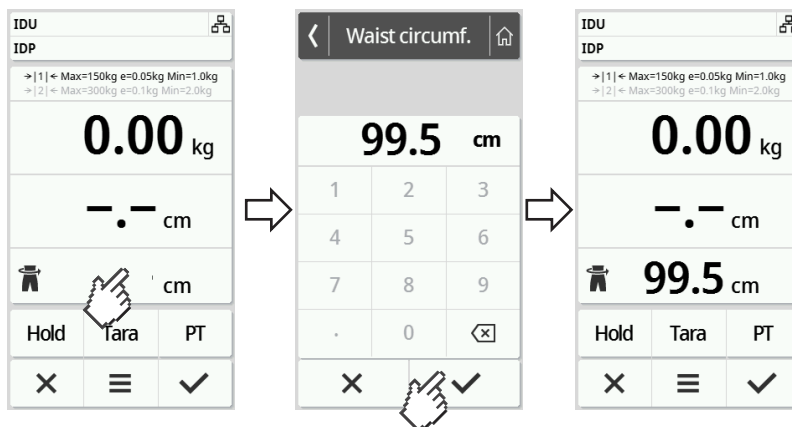 IDU
IDP
→|1|← Max=150kg e=0.05kg Min=1.0kg
→|2|← Max=300kg e=0.1kg Min=2.0kg
0.00 kg
-.- cm
cm
Hold Tara PT
Waist circumf.
99.5 cm
1 2 3
4 5 6
7 8 9
. 0
IDU
IDP
→|1|← Max=150kg e=0.05kg Min=1.0kg
→|2|← Max=300kg e=0.1kg Min=2.0kg
0.00 kg
-.- cm
99.5 cm
Hold Tara PT